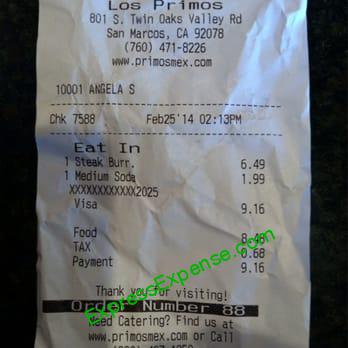 Los Primos
801 S. Twin Oaks Valley Rd
San Marcos, CA 92078
(760) 471-8226
www.primosmex.com
10001 ANGELA S
Chk 7588 Feb25'14 02:13PM
Eat In
1 Steak Burr. 6.49
1 Medium Soda 1.99
XXXXXXXXXXXX2025
Visa 9.16
Food 8.48
TAX 0.68
Payment 9.16
Thank you for visiting!
Order Number 88
Need Catering? Find us at
www.primosmex.com or Call
ExpressExpense.com